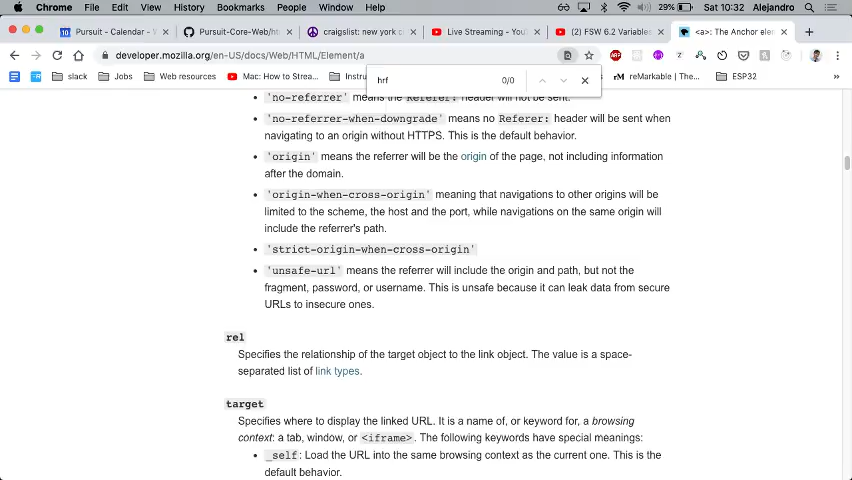 Chrome File Edit View History Bookmarks People Window Help 29% Sat 10:32 Alejandro
Pursuit - Calendar - W Pursuit-Core-Web/ht craigslist: new york c Live Streaming - YouT (2) FSW 6.2 Variables <a>: The Anchor elem
developer.mozilla.org/en-US/docs/Web/HTML/Element/a
slack Jobs Web resources Mac: How to Think... reMarkable | The... ESP32
hrf 0/0
'no-referrer' means the Referer: header will not be sent.
'no-referrer-when-downgrade' means no Referer: header will be sent when
navigating to an origin without HTTPS. This is the default behavior.
'origin' means the referrer will be the origin of the page, not including information
after the domain.
'origin-when-cross-origin' meaning that navigations to other origins will be
limited to the scheme, the host and the port, while navigations on the same origin will
include the referrer's path.
'strict-origin-when-cross-origin'
'unsafe-url' means the referrer will include the origin and path, but not the
fragment, password, or username. This is unsafe because it can leak data from secure
URLs to insecure ones.
rel
Specifies the relationship of the target object to the link object. The value is a space-
separated list of link types.
target
Specifies where to display the linked URL. It is a name of, or keyword for, a browsing
context: a tab, window, or <iframe>. The following keywords have special meanings:
_self: Load the URL into the same browsing context as the current one. This is the
default behavior.